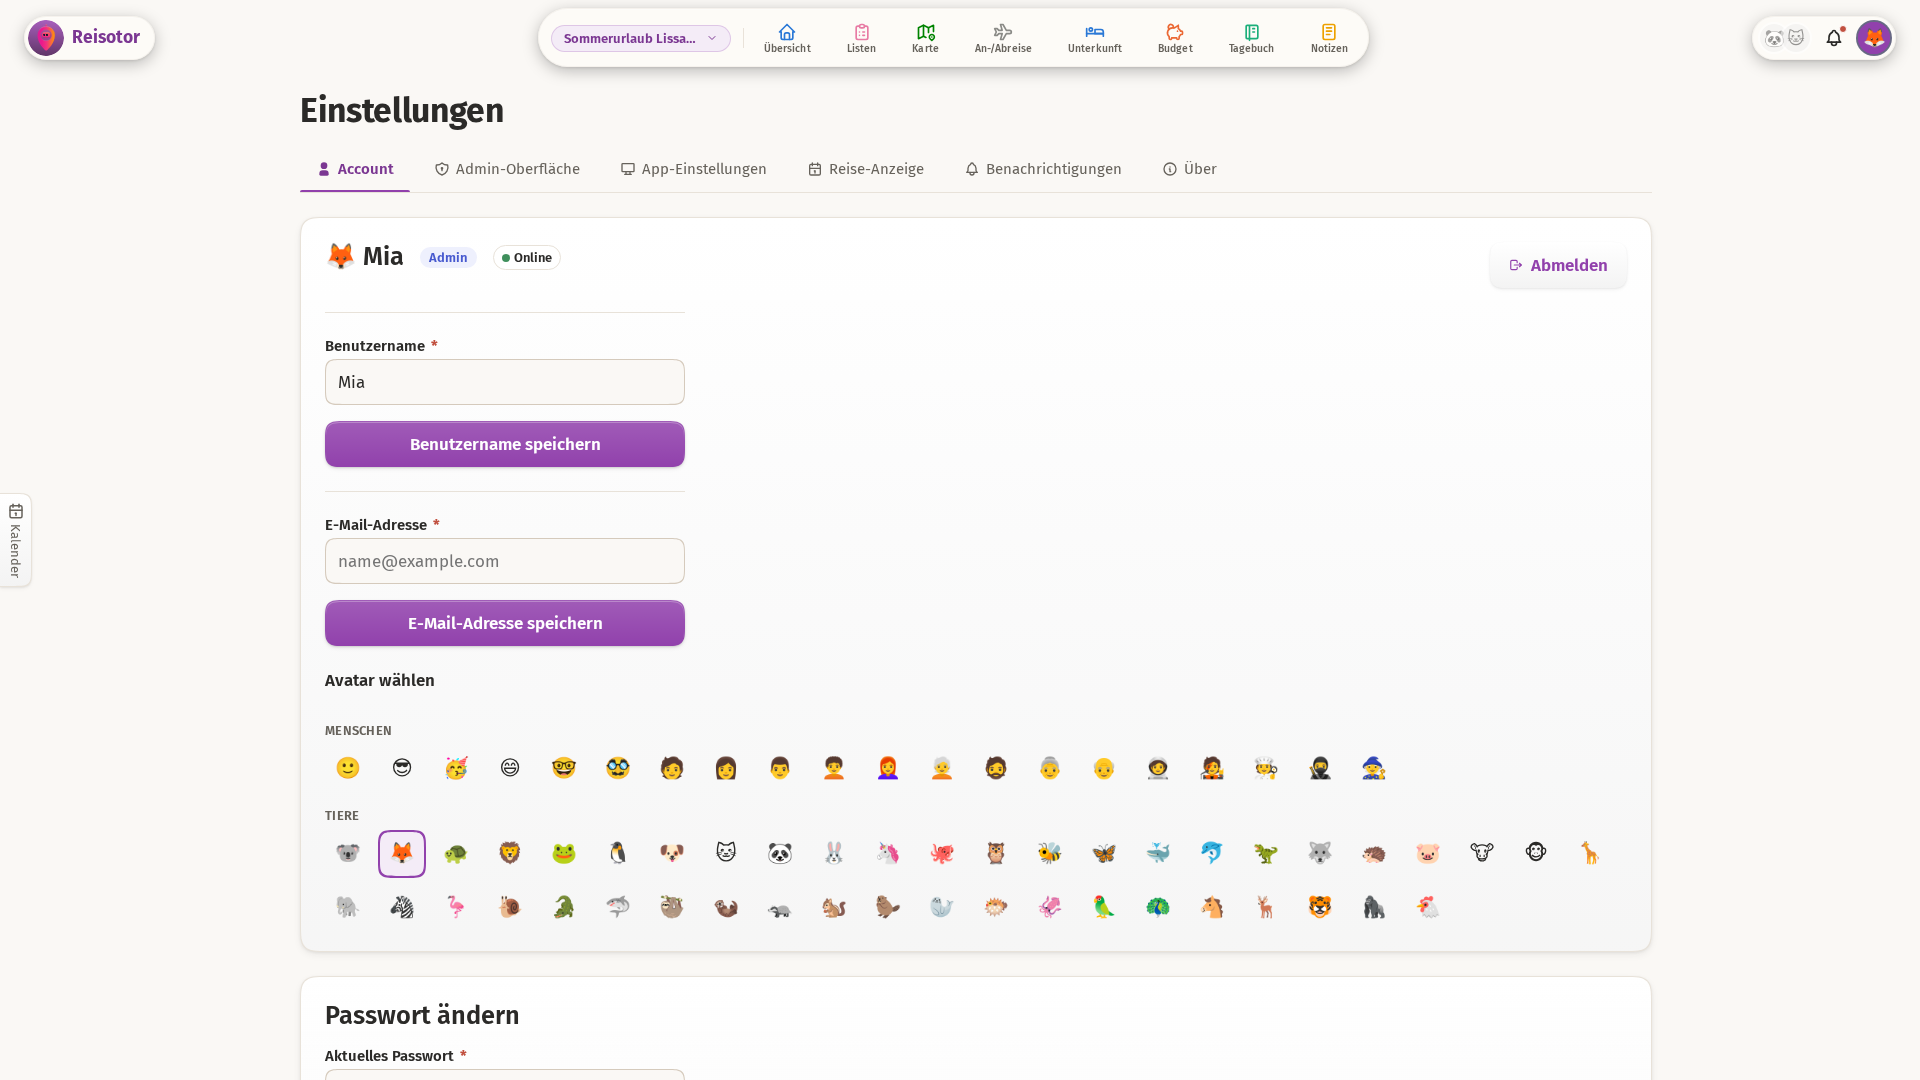 Reisotor
Sommerurlaub Lissa...
Übersicht
Listen
Karte
An-/Abreise
Unterkunft
Budget
Tagebuch
Notizen
Einstellungen
Account
Admin-Oberfläche
App-Einstellungen
Reise-Anzeige
Benachrichtigungen
Über
Mia
Admin
Online
Abmelden
Benutzername *
Mia
Benutzername speichern
Kalender
E-Mail-Adresse *
name@example.com
E-Mail-Adresse speichern
Avatar wählen
MENSCHEN
TIERE
Passwort ändern
Aktuelles Passwort *